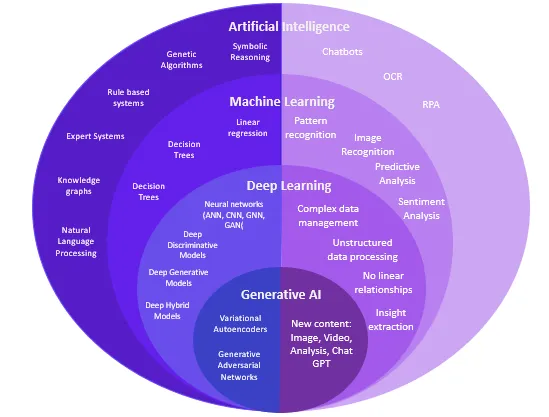 Artificial Intelligence
Symbolic
Reasoning
Genetic
Algorithms
Rule based
systems
Expert Systems
Knowledge
graphs
Natural
Language
Processing
Chatbots
OCR
RPA
Machine Learning
Linear
regression
Decision
Trees
Decision
Trees
Pattern
recognition
Image
Recognition
Predictive
Analysis
Sentiment
Analysis
Deep Learning
Neural networks
(ANN, CNN, GNN,
GAN(
Deep
Discriminative
Models
Deep Generative
Models
Deep Hybrid
Models
Complex data
management
Unstructured
data processing
No linear
relationships
Insight
extraction
Generative AI
Variational
Autoencoders
Generative
Adversarial
Networks
New content:
Image, Video,
Analysis, Chat
GPT